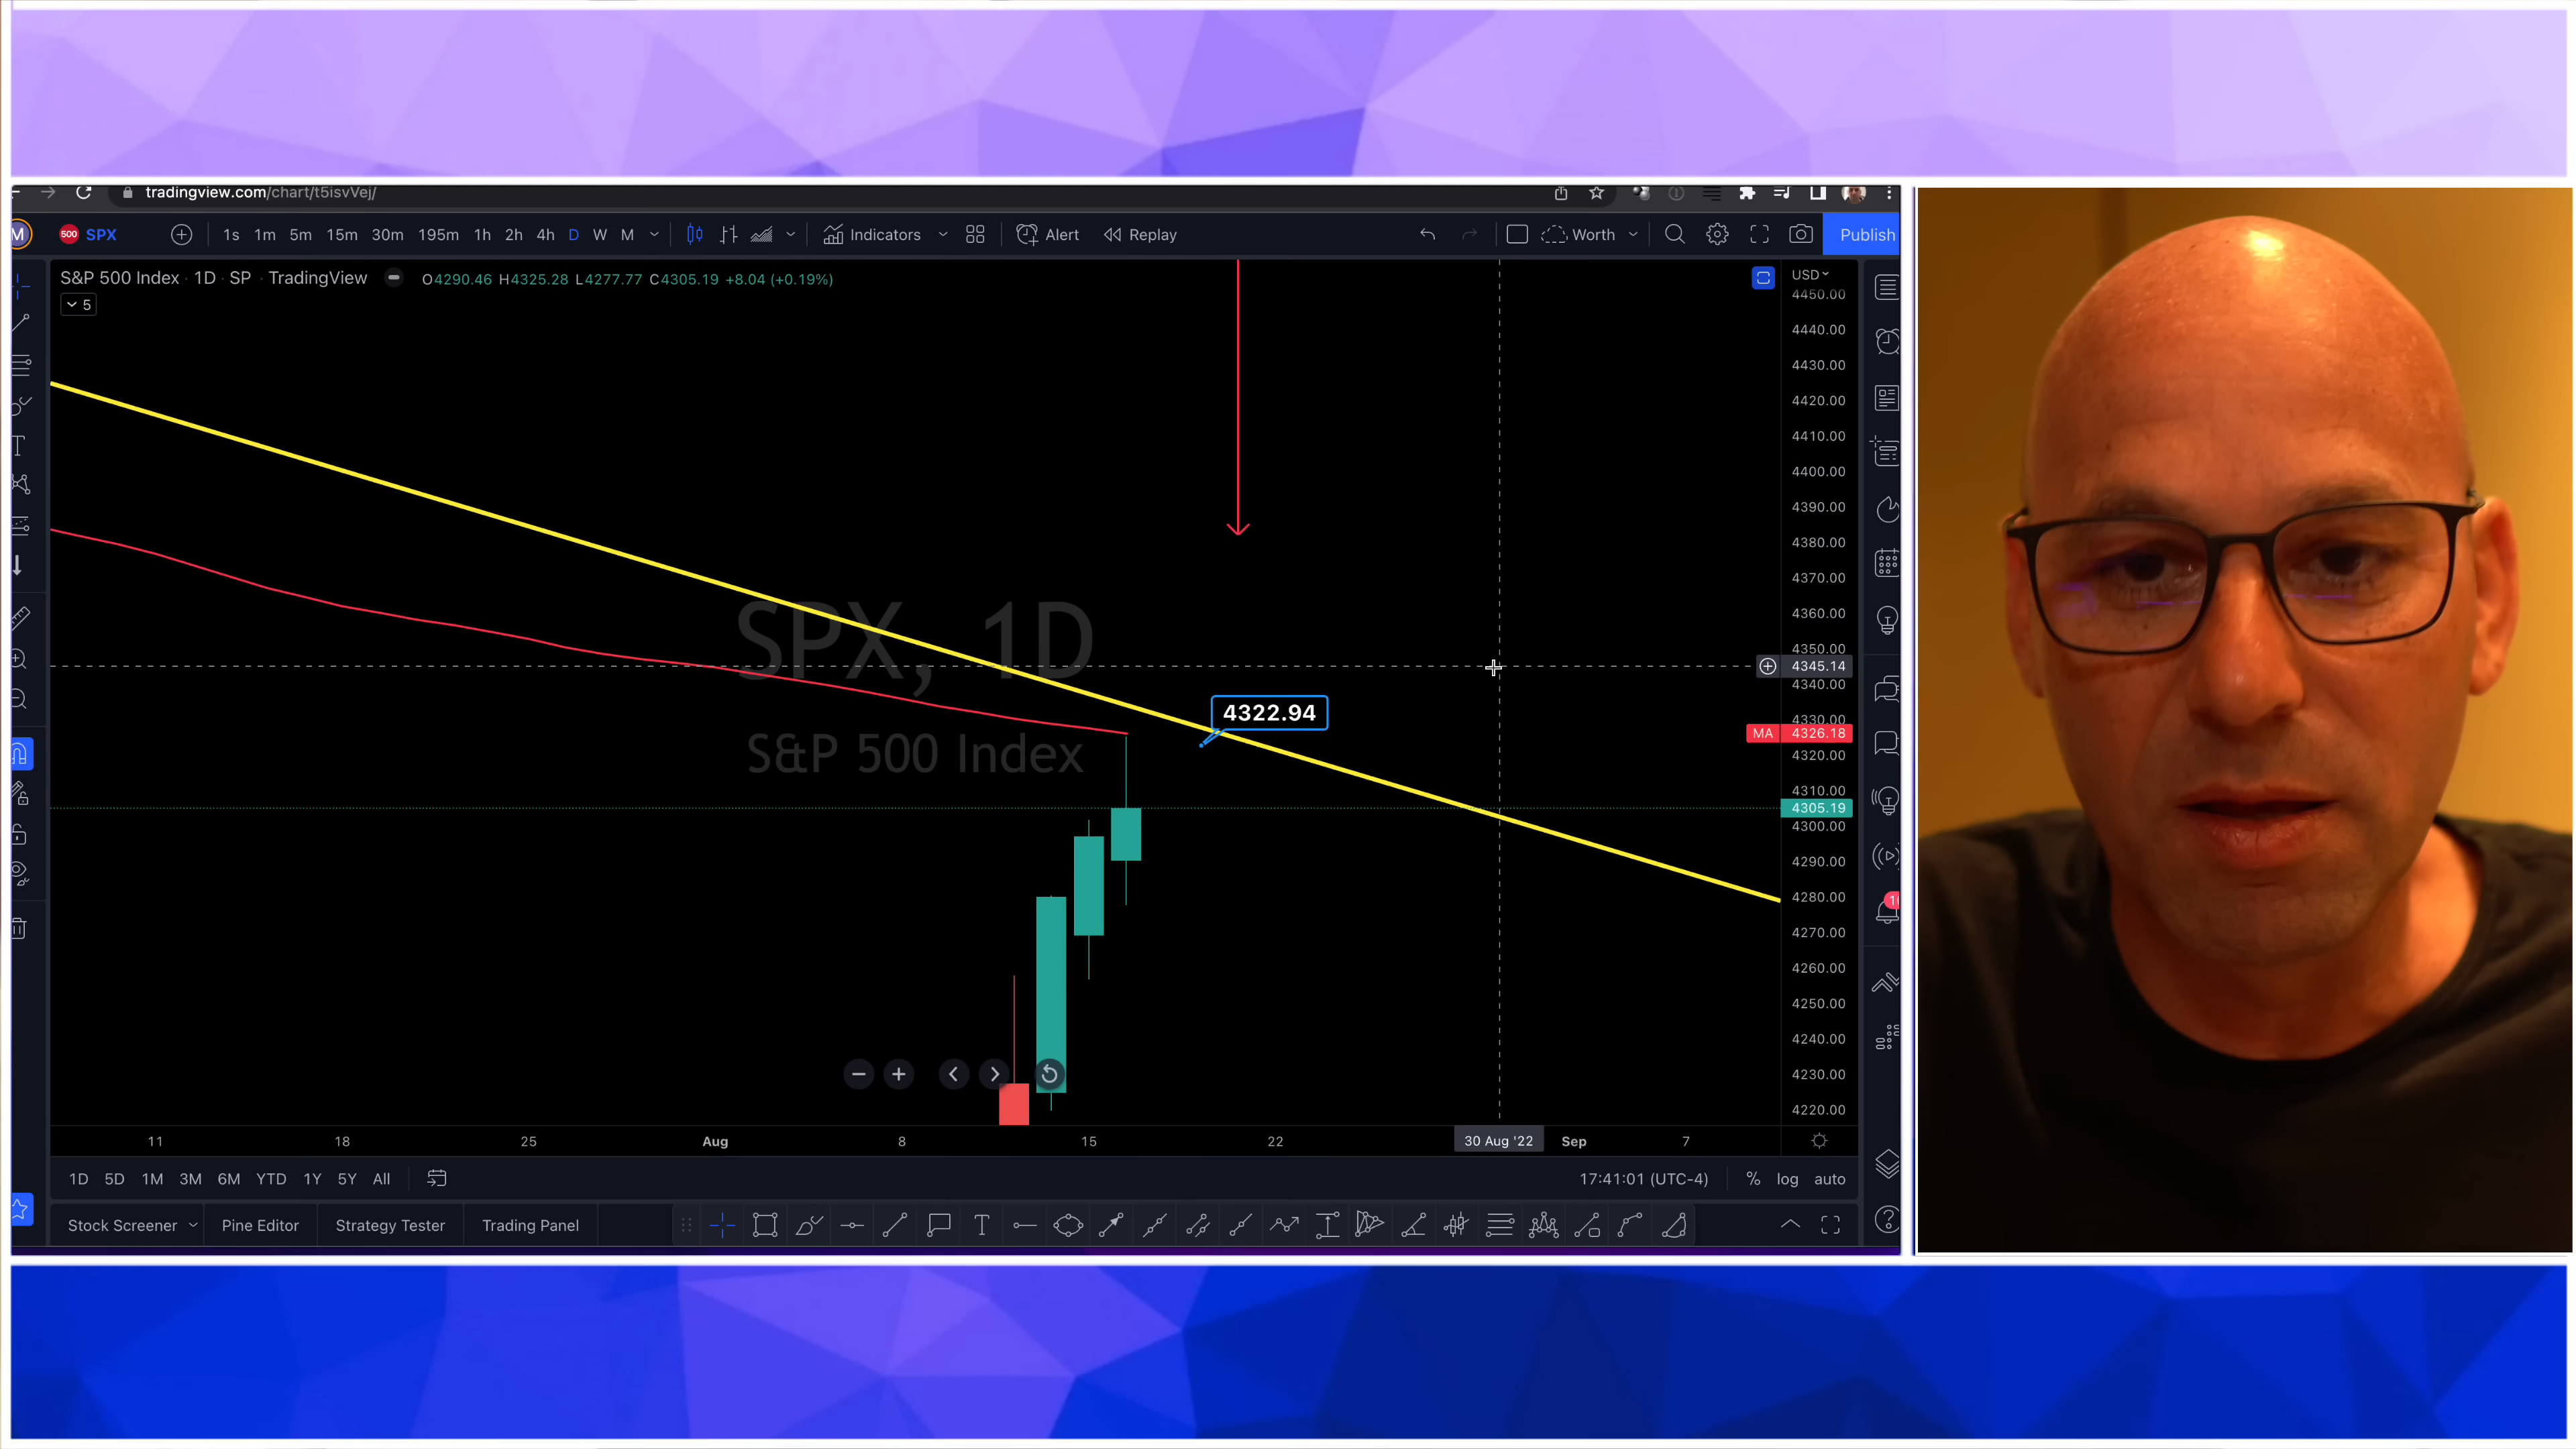 tradingview.com/chart/t5isvVej/
M 500 SPX 1s 1m 5m 15m 30m 195m 1h 2h 4h D W M Indicators Alert Replay Worth Publish
S&P 500 Index · 1D · SP · TradingView O4290.46 H4325.28 L4277.77 C4305.19 +8.04 (+0.19%)
USD
5
4450.00
4440.00
4430.00
4420.00
4410.00
4400.00
4390.00
4380.00
4370.00
4360.00
SPX, 1D
4350.00
4345.14
4340.00
4322.94
4330.00
MA 4326.18
S&P 500 Index
4320.00
4310.00
4305.19
4300.00
4290.00
4280.00
4270.00
4260.00
4250.00
4240.00
4230.00
4220.00
11 18 25 Aug 8 15 22 30 Aug '22 Sep 7
1D 5D 1M 3M 6M YTD 1Y 5Y All 17:41:01 (UTC-4) % log auto
Stock Screener Pine Editor Strategy Tester Trading Panel